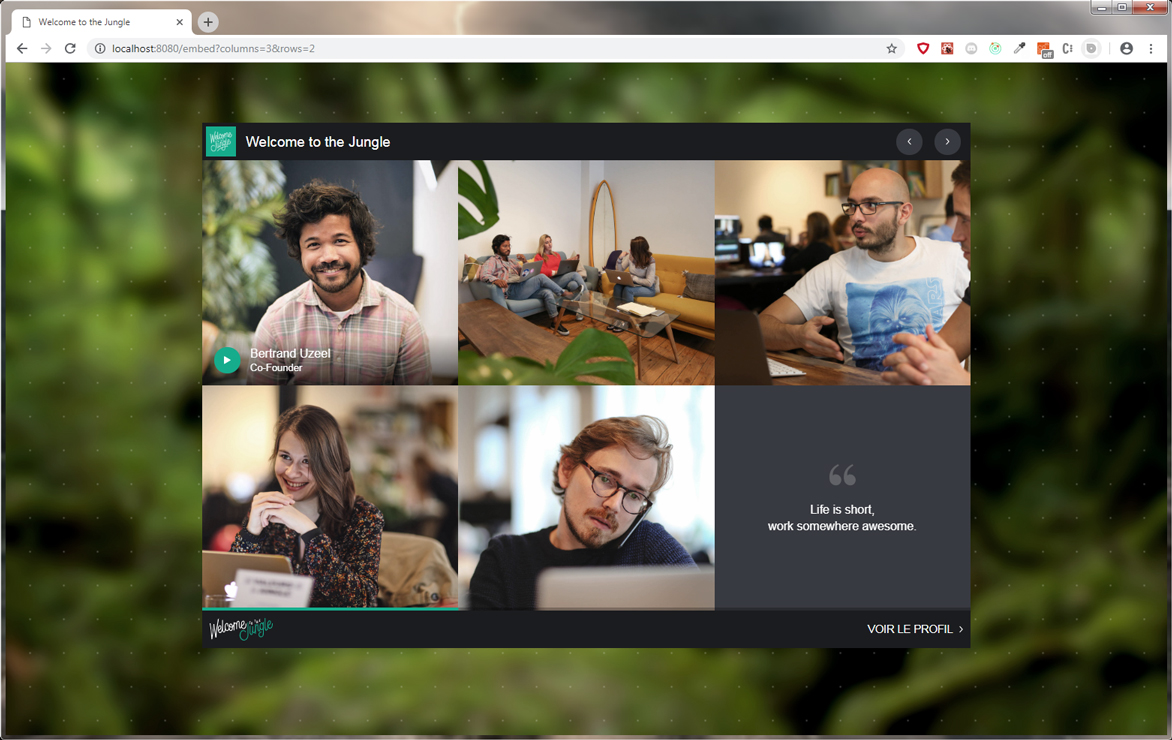 Welcome to the Jungle
localhost:8080/embed?columns=3&rows=2
off
Welcome to the Jungle
Welcome to the Jungle
Bertrand Uzeel
Co-Founder
Life is short,
work somewhere awesome.
Welcome to the Jungle
VOIR LE PROFIL